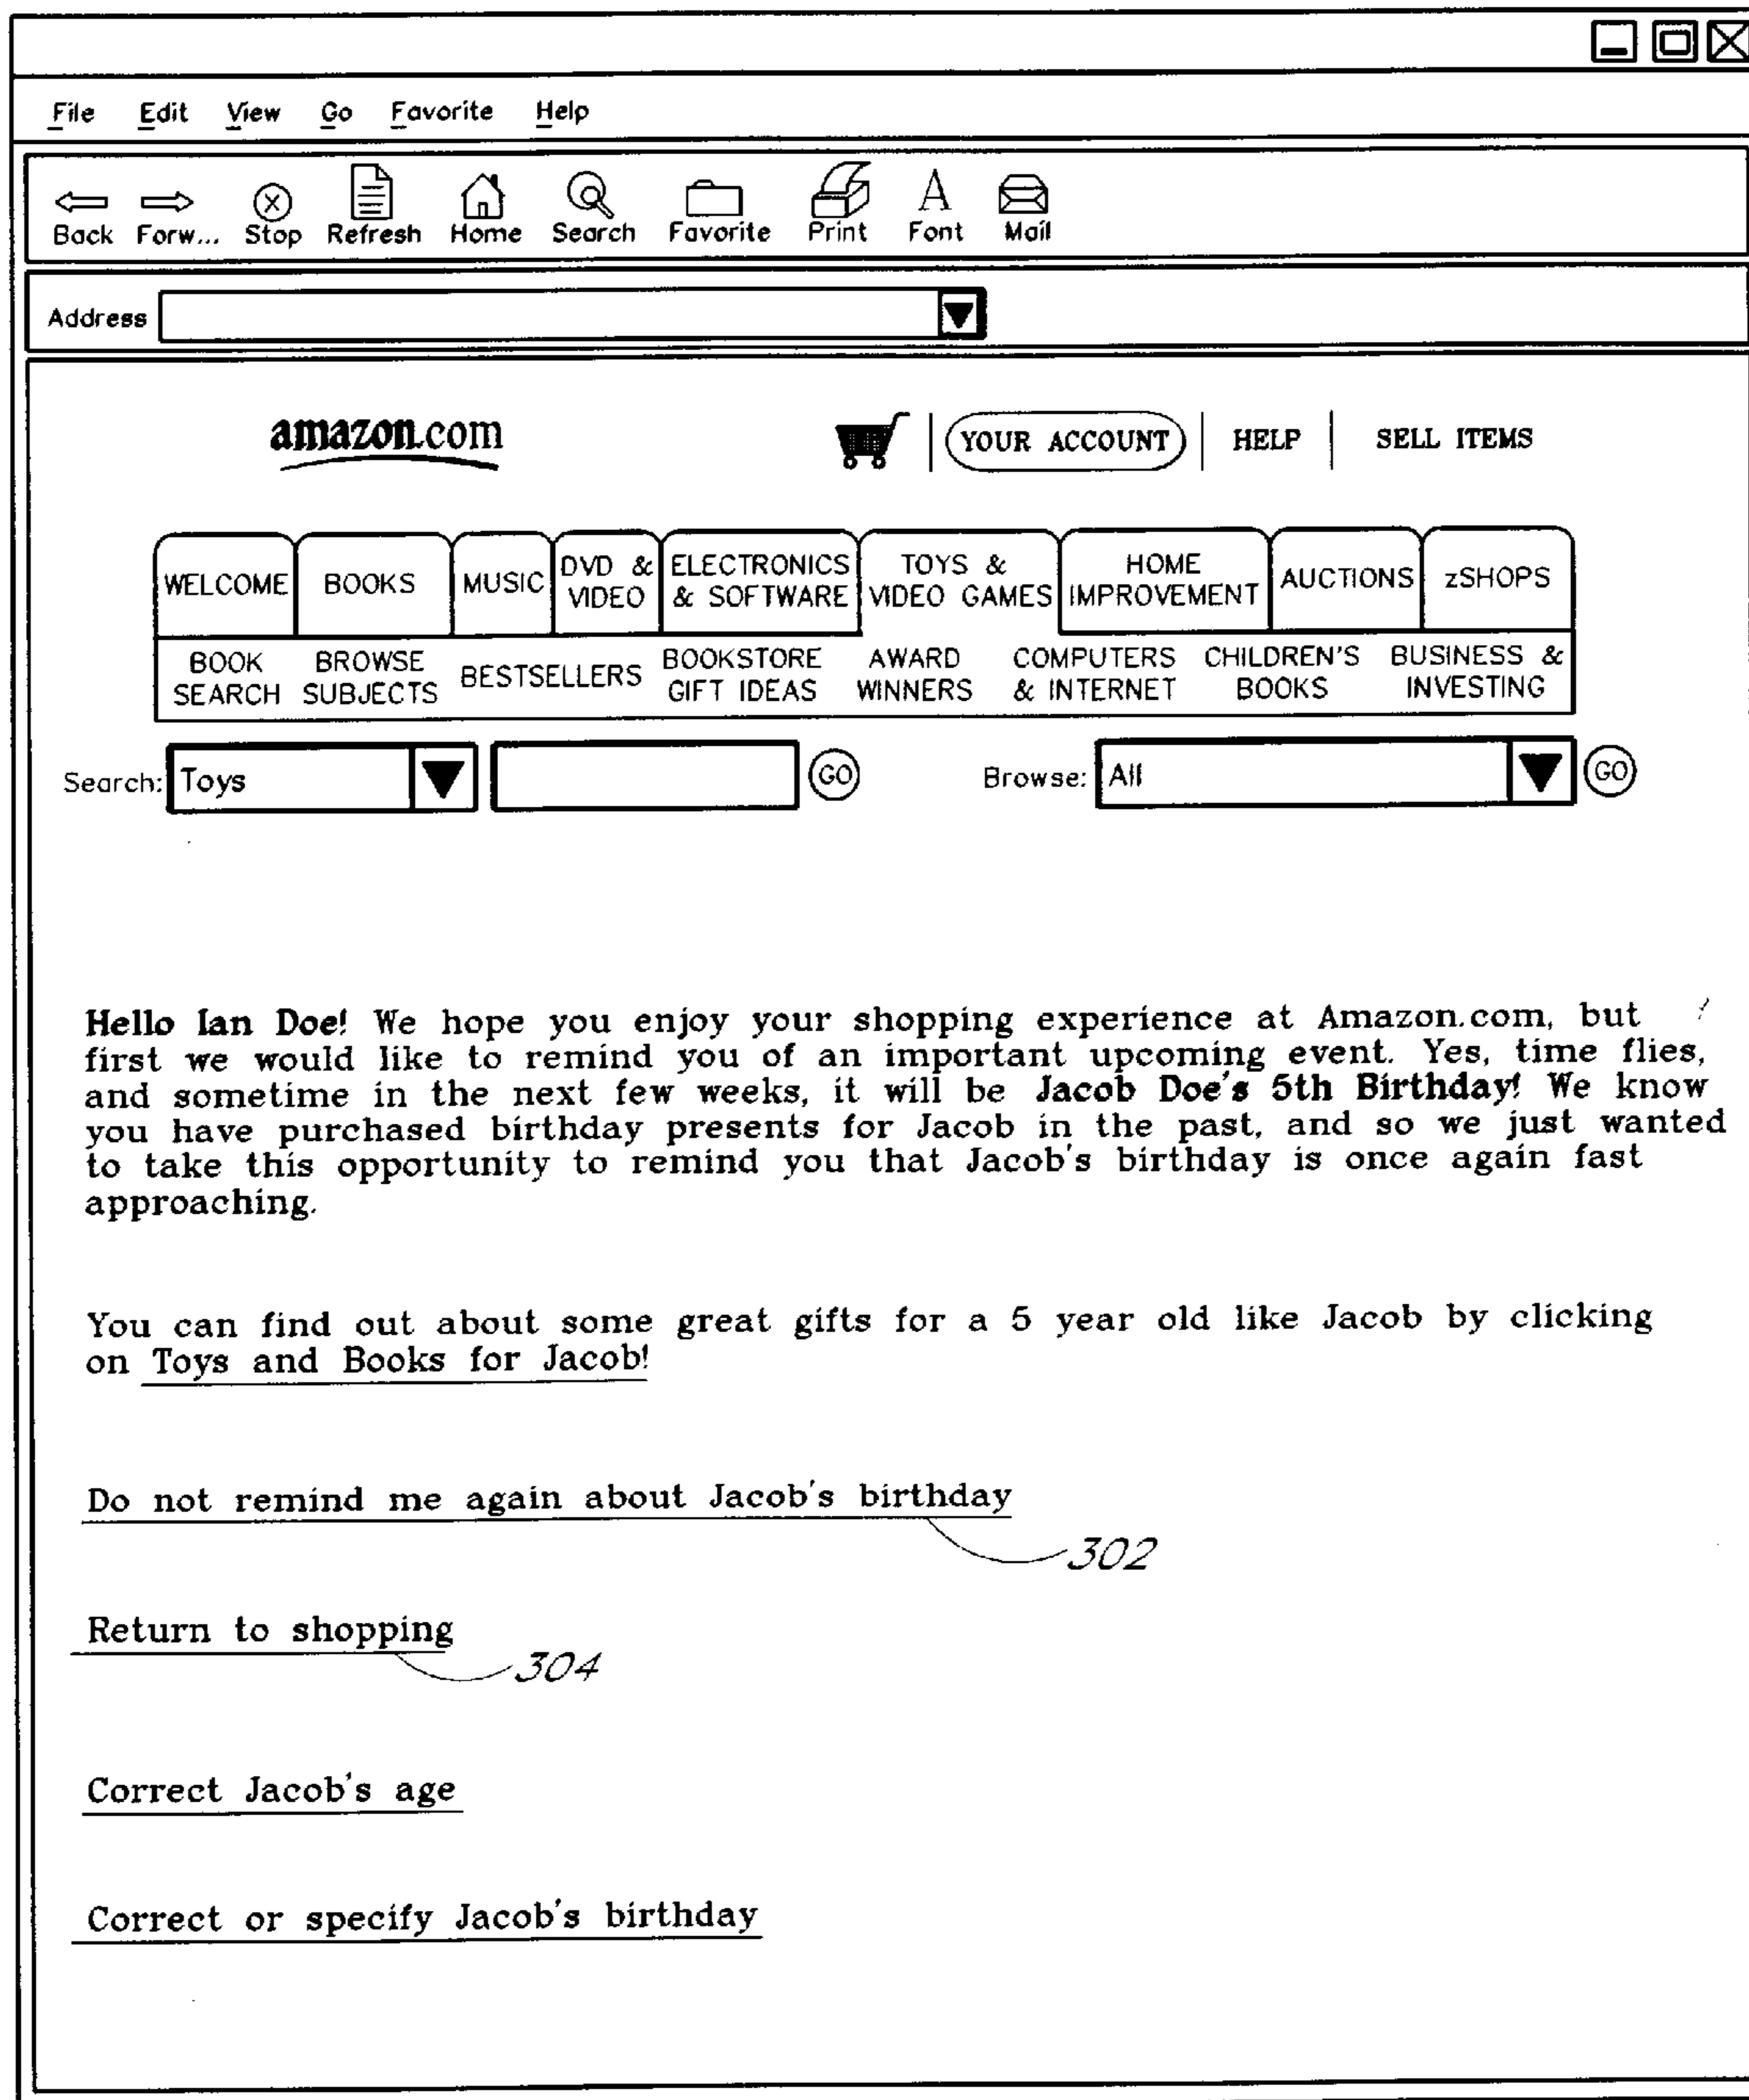 File Edit View Go Favorite Help
Back Forw... Stop Refresh Home Search Favorite Print Font Mail
Address
amazon.com YOUR ACCOUNT HELP SELL ITEMS
WELCOME BOOKS MUSIC DVD & VIDEO ELECTRONICS & SOFTWARE TOYS & VIDEO GAMES HOME IMPROVEMENT AUCTIONS zSHOPS
BOOK SEARCH BROWSE SUBJECTS BESTSELLERS BOOKSTORE GIFT IDEAS AWARD WINNERS COMPUTERS & INTERNET CHILDREN'S BOOKS BUSINESS & INVESTING
Search: Toys GO Browse: All GO
Hello Ian Doe! We hope you enjoy your shopping experience at Amazon.com, but
first we would like to remind you of an important upcoming event. Yes, time flies,
and sometime in the next few weeks, it will be Jacob Doe's 5th Birthday! We know
you have purchased birthday presents for Jacob in the past, and so we just wanted
to take this opportunity to remind you that Jacob's birthday is once again fast
approaching.
You can find out about some great gifts for a 5 year old like Jacob by clicking
on Toys and Books for Jacob!
Do not remind me again about Jacob's birthday
302
Return to shopping
304
Correct Jacob's age
Correct or specify Jacob's birthday